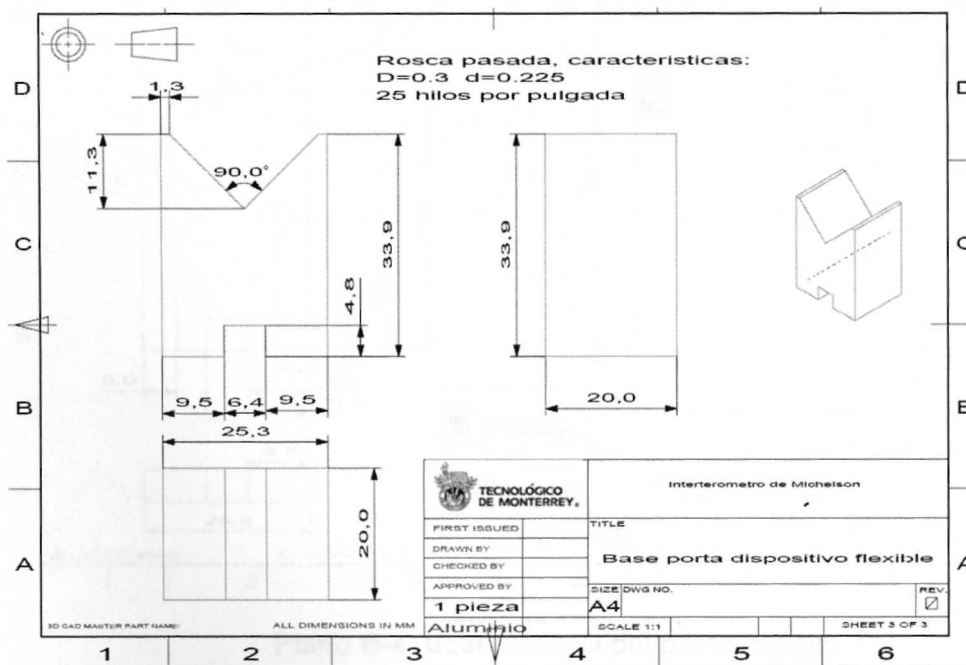 Rosca pasada, caracteristicas:
D=0.3 d=0.225
25 hilos por pulgada
D
D
1,3
11,3
90,0°
C
C
33,9
33,9
4,8
B
9,5
6,4
9,5
25,3
20,0
20,0
A
A
TECNOLÓGICO
DE MONTERREY®
Interferometro de Michelson
FIRST ISSUED
TITLE
DRAWN BY
CHECKED BY
Base porta dispositivo flexible
APPROVED BY
1 pieza
SIZE
DWG NO.
REV.
A4
Aluminio
SCALE 1:1
SHEET 3 OF 3
3D CAD MASTER PART NAME:
ALL DIMENSIONS IN MM
1
2
3
4
5
6